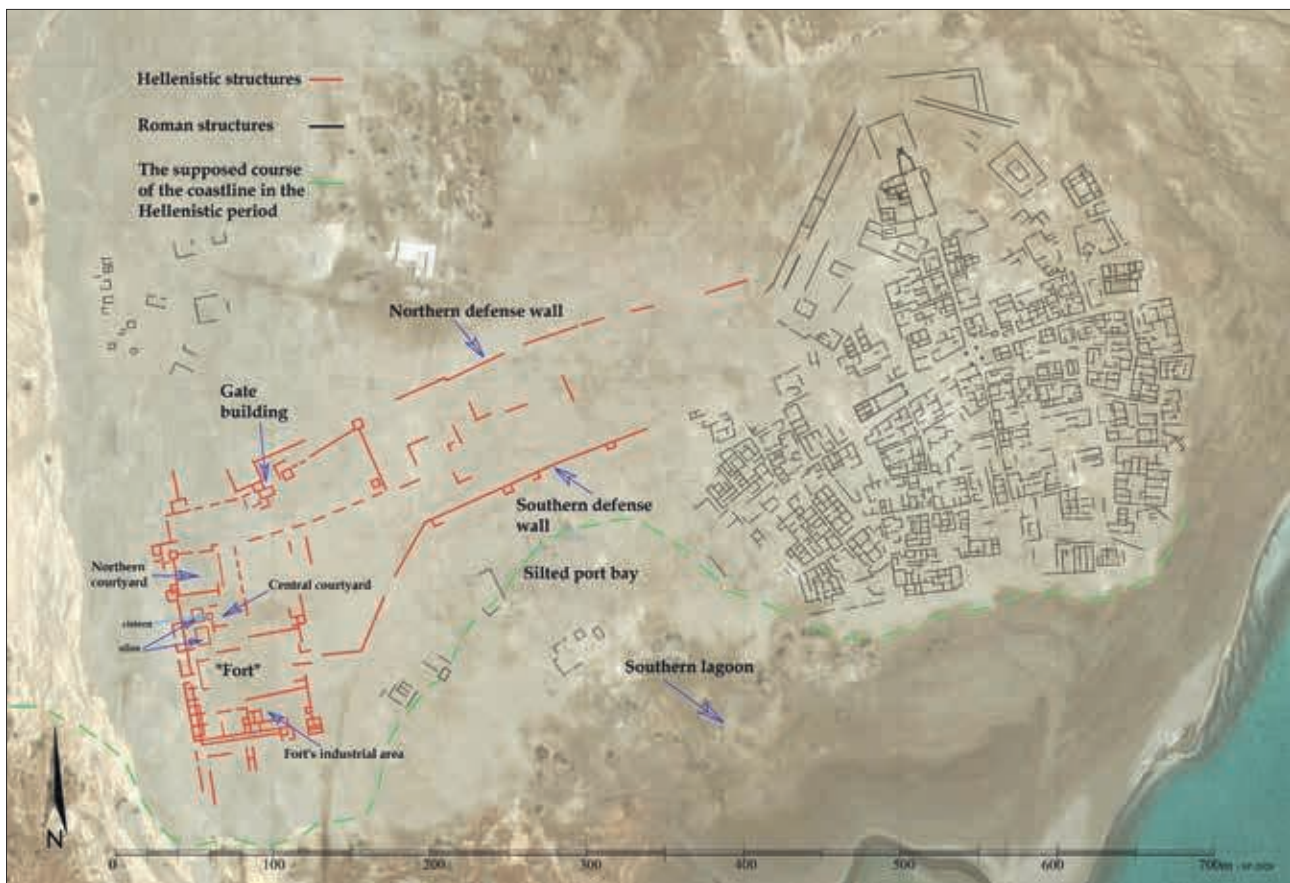 Hellenistic structures
Roman structures
The supposed course
of the coastline in the
Hellenistic period
Northern defense wall
Gate
building
Southern defense
wall
Northern
courtyard
Central courtyard
Silted port bay
cistern
silos
"Fort"
Southern lagoon
Fort's industrial area
N
0 100 200 300 400 500 600 700m